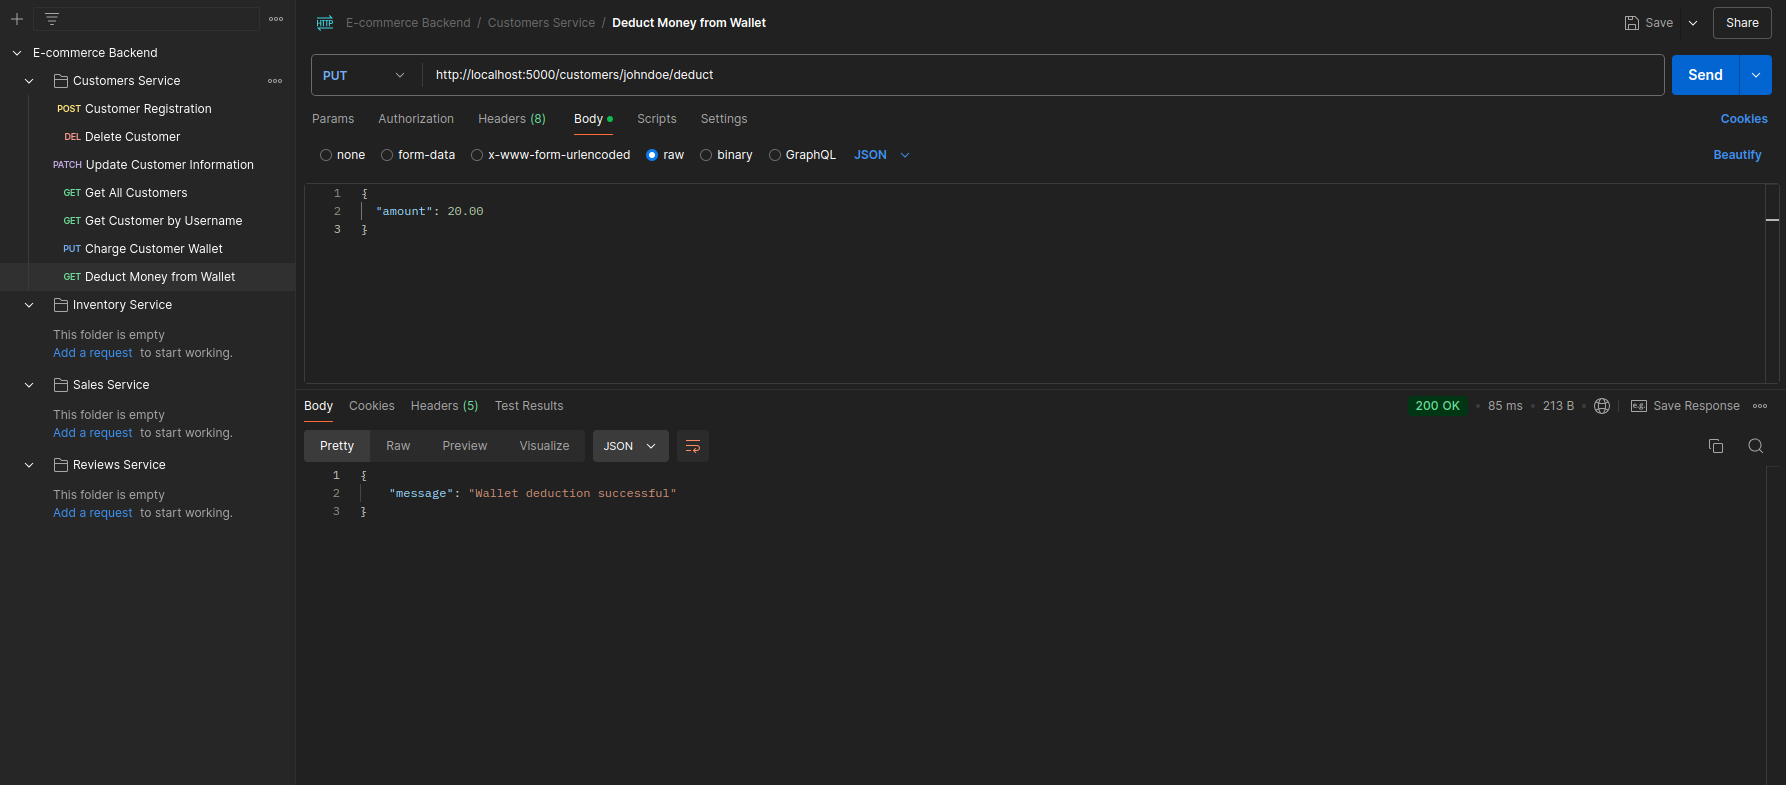 E-commerce Backend
Customers Service
POST Customer Registration
DEL Delete Customer
PATCH Update Customer Information
GET Get All Customers
GET Get Customer by Username
PUT Charge Customer Wallet
GET Deduct Money from Wallet
Inventory Service
This folder is empty
Add a request to start working.
Sales Service
This folder is empty
Add a request to start working.
Reviews Service
This folder is empty
Add a request to start working.
HTTP E-commerce Backend / Customers Service / Deduct Money from Wallet
Save
Share
PUT http://localhost:5000/customers/johndoe/deduct
Send
Params Authorization Headers (8) Body Scripts Settings Cookies
none form-data x-www-form-urlencoded raw binary GraphQL JSON Beautify
1 {
2 "amount": 20.00
3 }
Body Cookies Headers (5) Test Results 200 OK 85 ms 213 B e.g. Save Response
Pretty Raw Preview Visualize JSON
1 {
2 "message": "Wallet deduction successful"
3 }